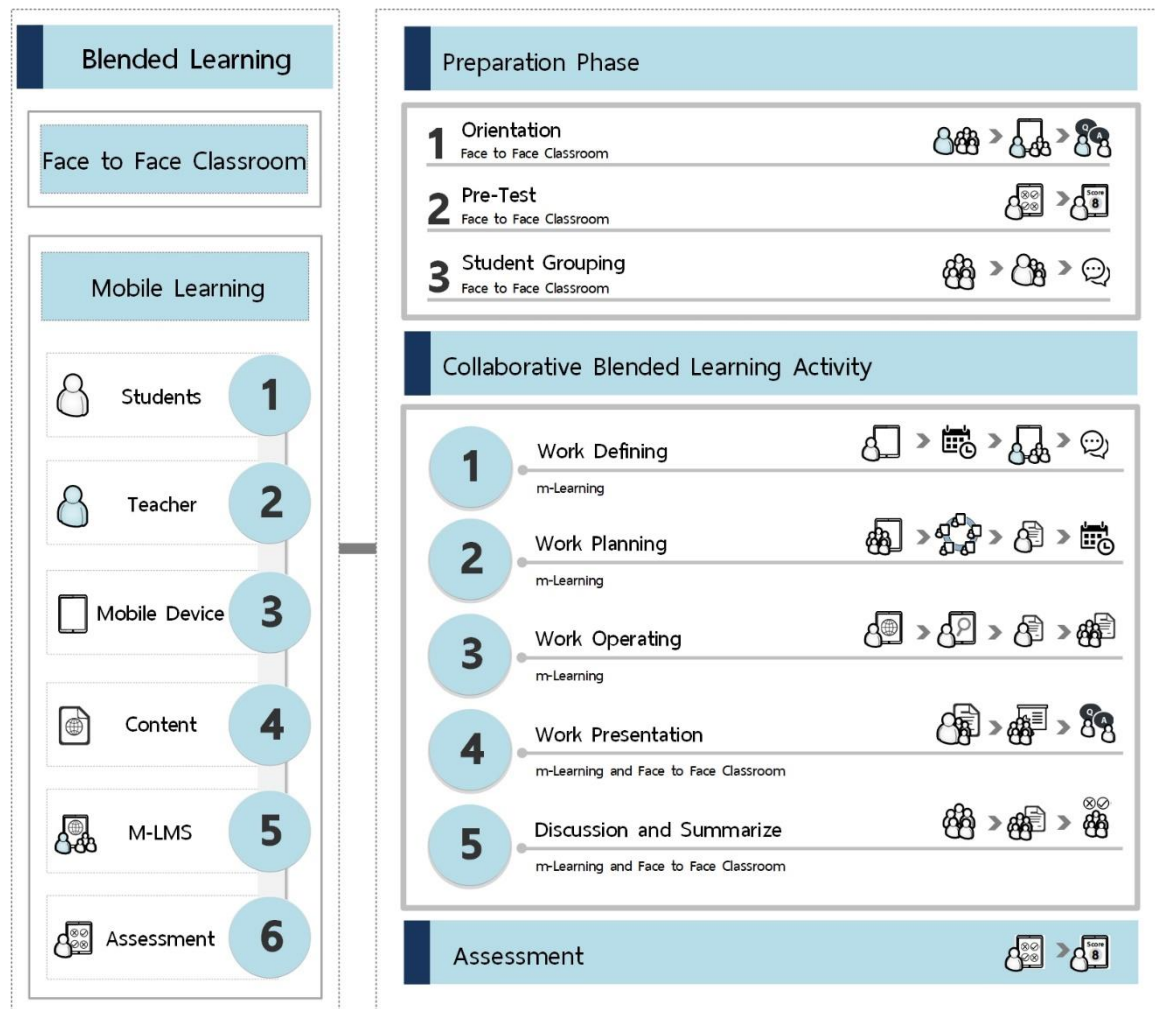 Blended Learning
Face to Face Classroom
Mobile Learning
Students
1
Teacher
2
Mobile Device
3
Content
4
M-LMS
5
Assessment
6
Preparation Phase
1
Orientation
Face to Face Classroom
Q
A
2
Pre-Test
Face to Face Classroom
Score
8
3
Student Grouping
Face to Face Classroom
Collaborative Blended Learning Activity
1
Work Defining
m-Learning
2
Work Planning
m-Learning
3
Work Operating
m-Learning
4
Work Presentation
m-Learning and Face to Face Classroom
Q
A
5
Discussion and Summarize
m-Learning and Face to Face Classroom
Assessment
Score
8